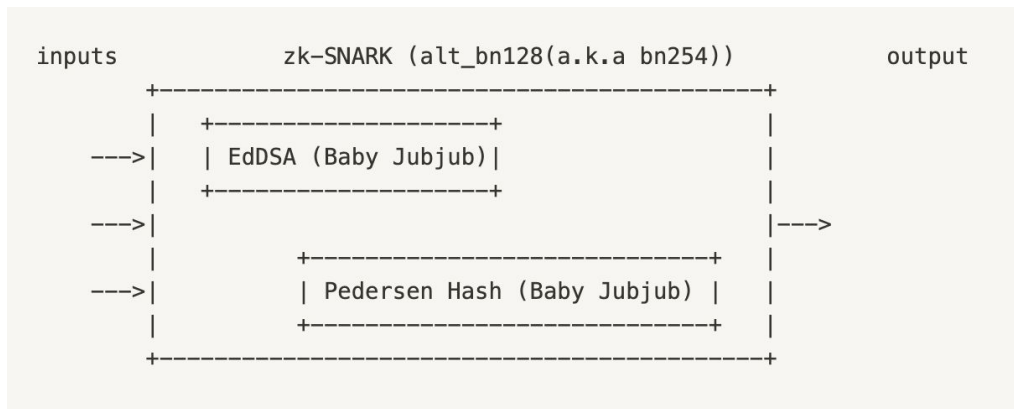 inputs zk-SNARK (alt_bn128(a.k.a bn254)) output
EdDSA (Baby Jubjub)
Pedersen Hash (Baby Jubjub)